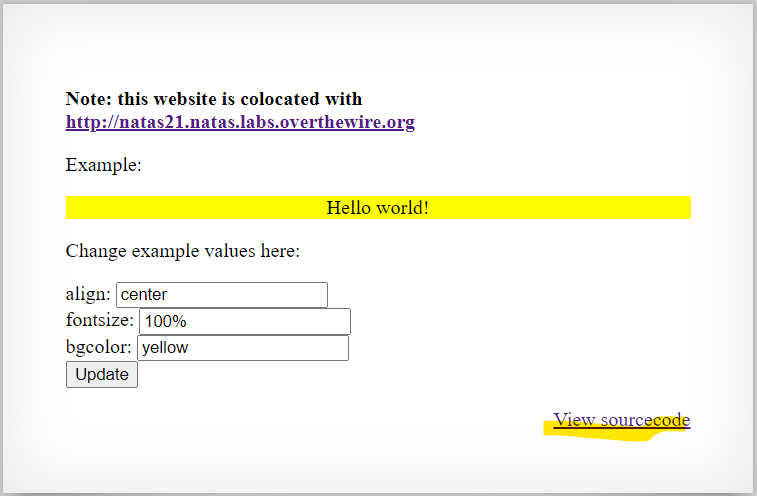 Note: this website is colocated with
http://natas21.natas.labs.overthewire.org
Example:
Hello world!
Change example values here:
align: center
fontsize: 100%
bgcolor: yellow
Update
View sourcecode